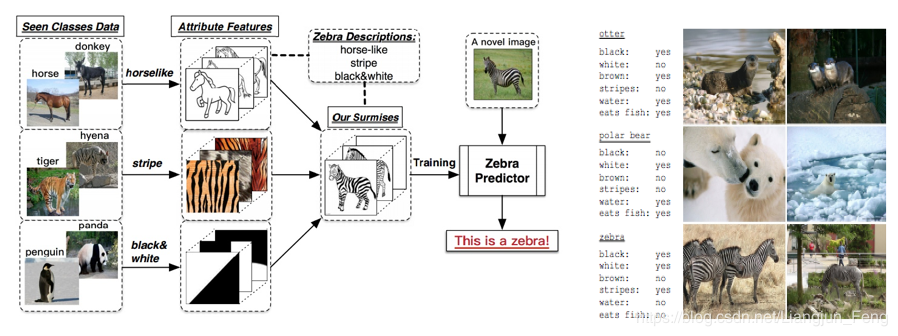 Seen Classes Data
donkey
horse
hyena
tiger
panda
penguin
horselike
stripe
black&
white
Attribute Features
Zebra Descriptions:
horse-like
stripe
black&white
Our Surmises
Training
A novel image
Zebra
Predictor
This is a zebra!
otter
black: yes
white: no
brown: yes
stripes: no
water: yes
eats fish: yes
polar bear
black: no
white: yes
brown: no
stripes: no
water: yes
eats fish: yes
zebra
black: yes
white: yes
brown: no
stripes: yes
water: no
eats fish: no
https://blog.csdn.net/Liangjun_Feng